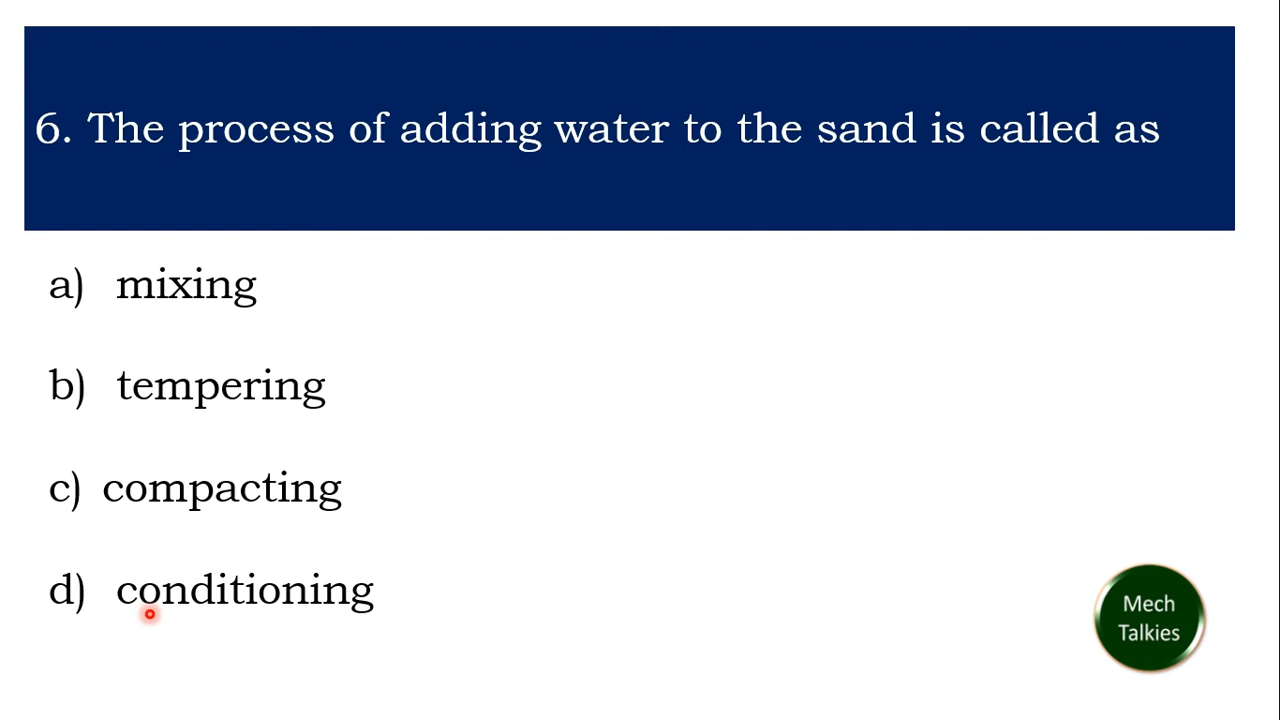 6. The process of adding water to the sand is called as
a) mixing
b) tempering
c) compacting
d) conditioning
Mech
Talkies